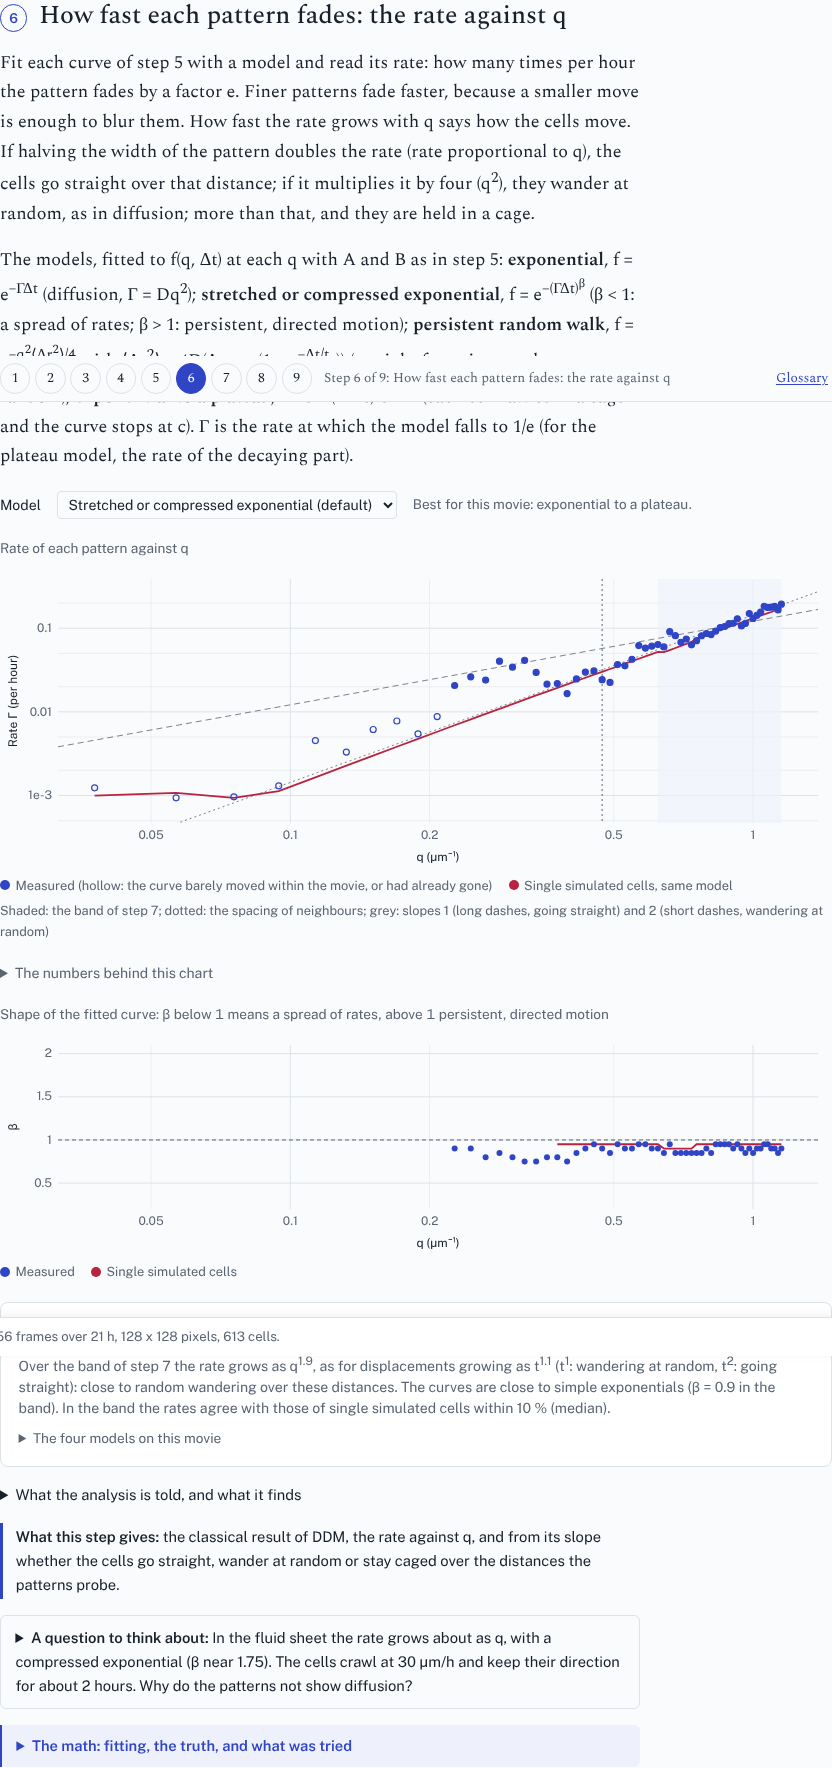 6 How fast each pattern fades: the rate against q
Fit each curve of step 5 with a model and read its rate: how many times per hour
the pattern fades by a factor e. Finer patterns fade faster, because a smaller move
is enough to blur them. How fast the rate grows with q says how the cells move.
If halving the width of the pattern doubles the rate (rate proportional to q), the
cells go straight over that distance; if it multiplies it by four (q²), they wander at
random, as in diffusion; more than that, and they are held in a cage.
The models, fitted to f(q, Δt) at each q with A and B as in step 5: exponential, f =
e^−ΓΔt (diffusion, Γ = Dq²); stretched or compressed exponential, f = e^−(ΓΔt)^β (β < 1:
a spread of rates; β > 1: persistent, directed motion); persistent random walk, f =
1 2 3 4 5 6 7 8 9 Step 6 of 9: How fast each pattern fades: the rate against q Glossary
and the curve stops at c). Γ is the rate at which the model falls to 1/e (for the
plateau model, the rate of the decaying part).
Model Stretched or compressed exponential (default) Best for this movie: exponential to a plateau.
Rate of each pattern against q
Rate Γ (per hour)
0.1
0.01
1e-3
0.05 0.1 0.2 0.5 1
q (µm⁻¹)
Measured (hollow: the curve barely moved within the movie, or had already gone) Single simulated cells, same model
Shaded: the band of step 7; dotted: the spacing of neighbours; grey: slopes 1 (long dashes, going straight) and 2 (short dashes, wandering at
random)
▶ The numbers behind this chart
Shape of the fitted curve: β below 1 means a spread of rates, above 1 persistent, directed motion
β
2
1.5
1
0.5
0.05 0.1 0.2 0.5 1
q (µm⁻¹)
Measured Single simulated cells
56 frames over 21 h, 128 x 128 pixels, 613 cells.
Over the band of step 7 the rate grows as q^1.9, as for displacements growing as t^1.1 (t¹: wandering at random, t²: going
straight): close to random wandering over these distances. The curves are close to simple exponentials (β = 0.9 in the
band). In the band the rates agree with those of single simulated cells within 10 % (median).
▶ The four models on this movie
▶ What the analysis is told, and what it finds
What this step gives: the classical result of DDM, the rate against q, and from its slope
whether the cells go straight, wander at random or stay caged over the distances the
patterns probe.
▶ A question to think about: In the fluid sheet the rate grows about as q, with a
compressed exponential (β near 1.75). The cells crawl at 30 µm/h and keep their direction
for about 2 hours. Why do the patterns not show diffusion?
▶ The math: fitting, the truth, and what was tried